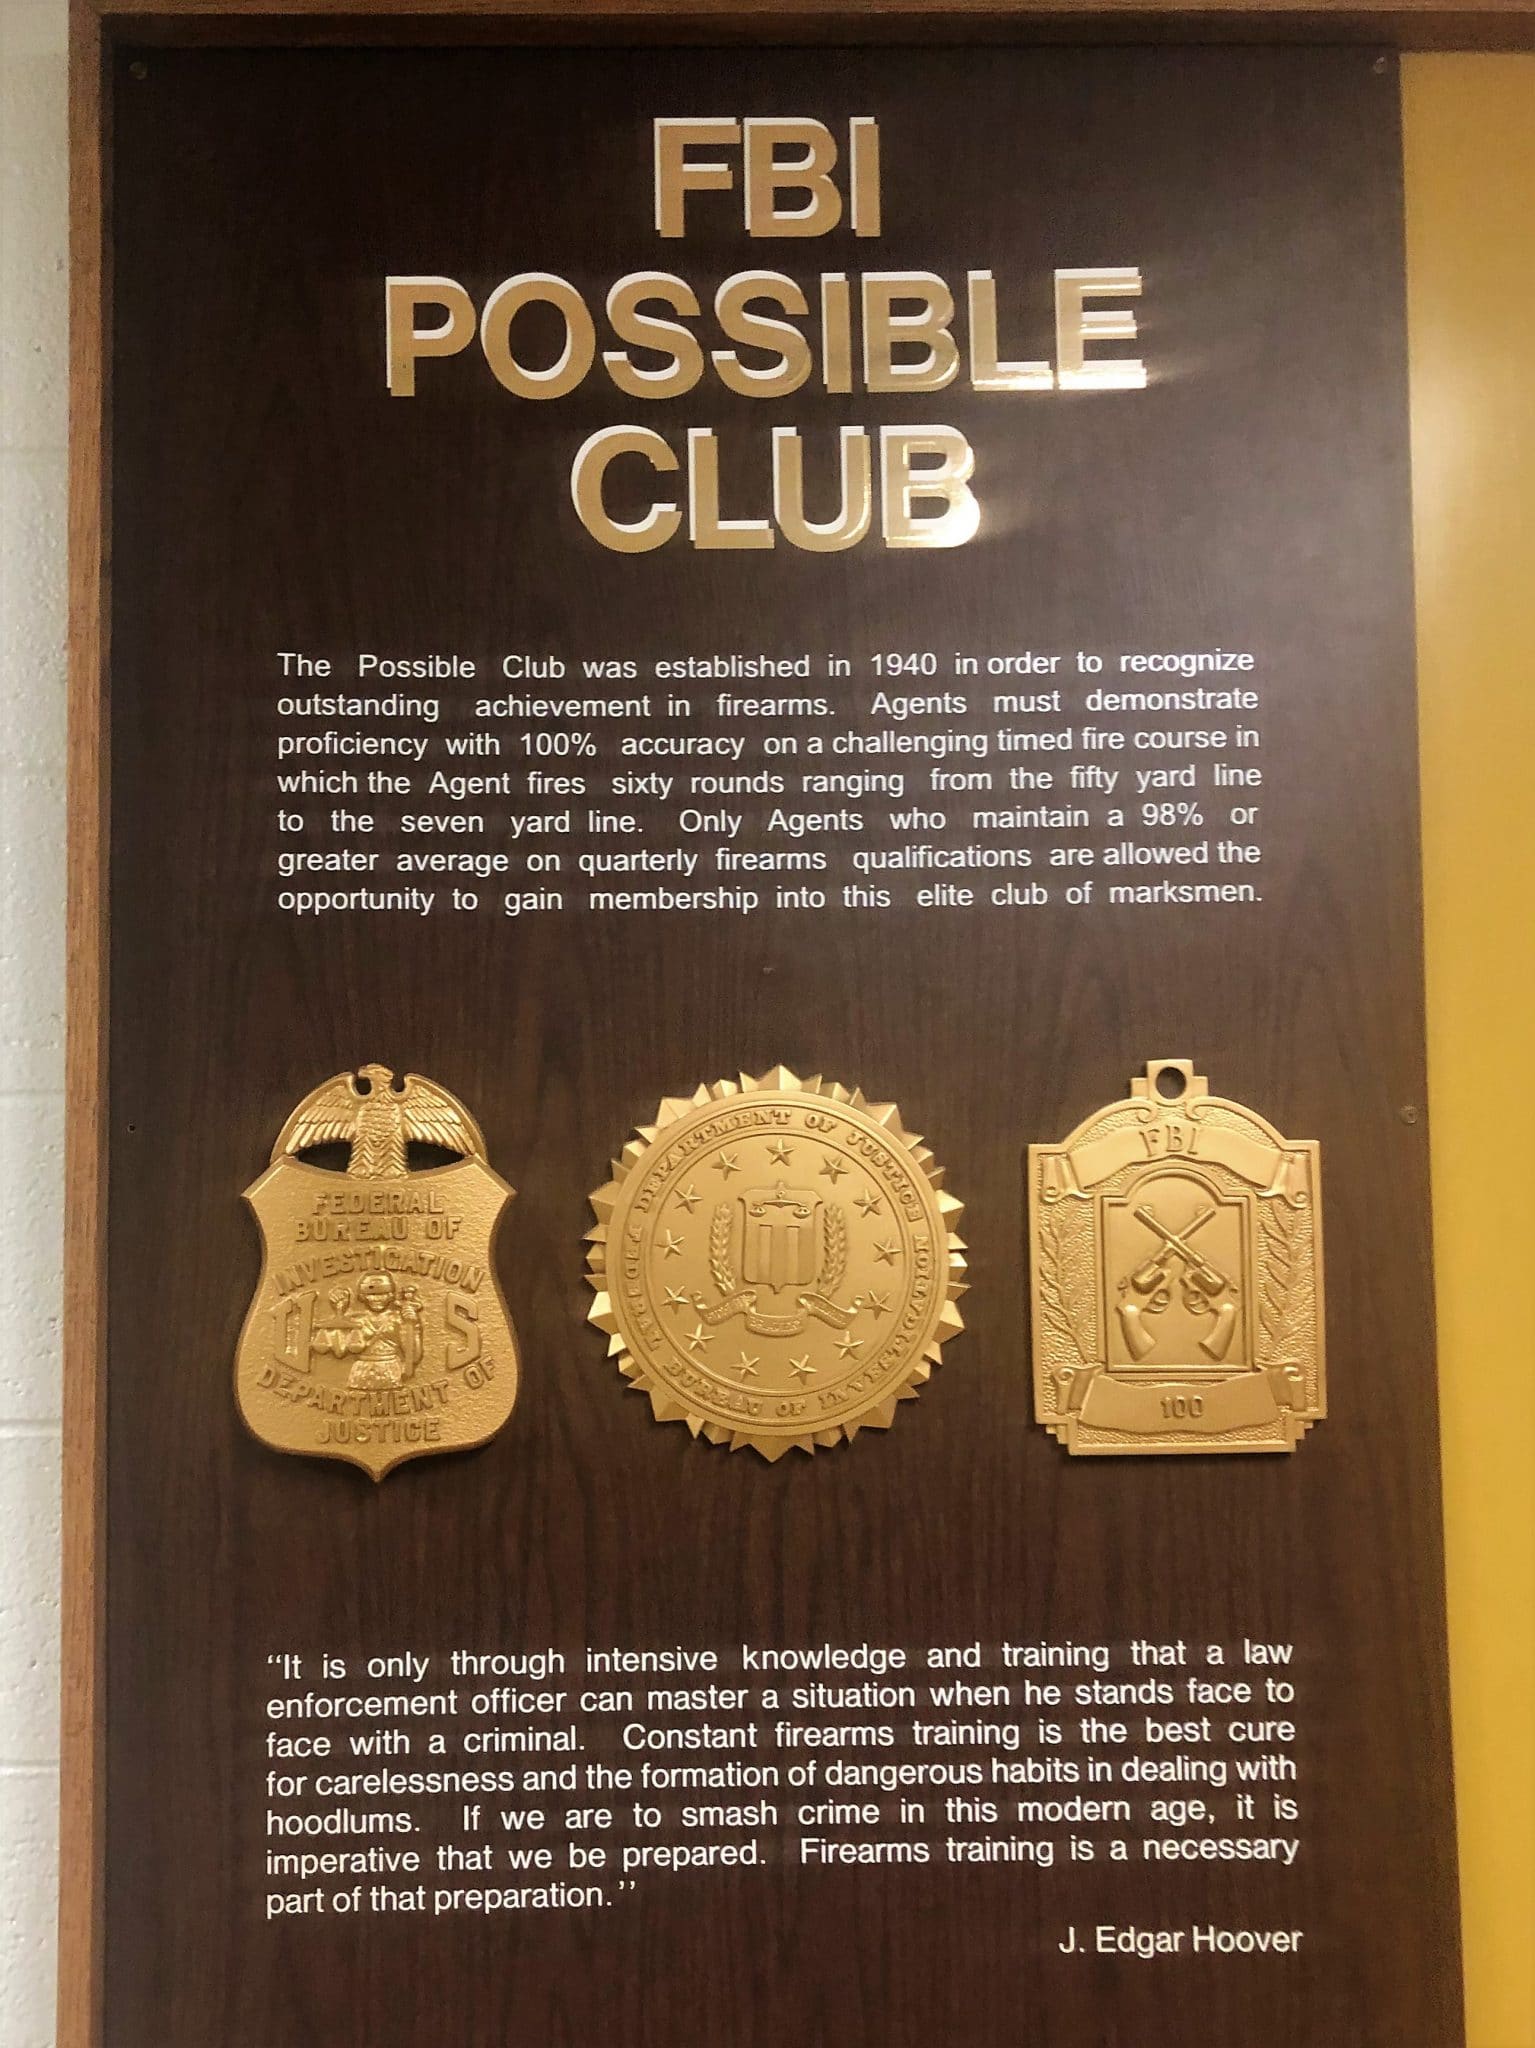 FBI
POSSIBLE
CLUB
The Possible Club was established in 1940 in order to recognize
outstanding achievement in firearms. Agents must demonstrate
proficiency with 100% accuracy on a challenging timed fire course in
which the Agent fires sixty rounds ranging from the fifty yard line
to the seven yard line. Only Agents who maintain a 98% or
greater average on quarterly firearms qualifications are allowed the
opportunity to gain membership into this elite club of marksmen.
FEDERAL
BUREAU OF
INVESTIGATION
U S
DEPARTMENT OF
JUSTICE
DEPARTMENT OF JUSTICE
FEDERAL BUREAU OF INVESTIGATION
FBI
100
“It is only through intensive knowledge and training that a law
enforcement officer can master a situation when he stands face to
face with a criminal. Constant firearms training is the best cure
for carelessness and the formation of dangerous habits in dealing with
hoodlums. If we are to smash crime in this modern age, it is
imperative that we be prepared. Firearms training is a necessary
part of that preparation.”
J. Edgar Hoover